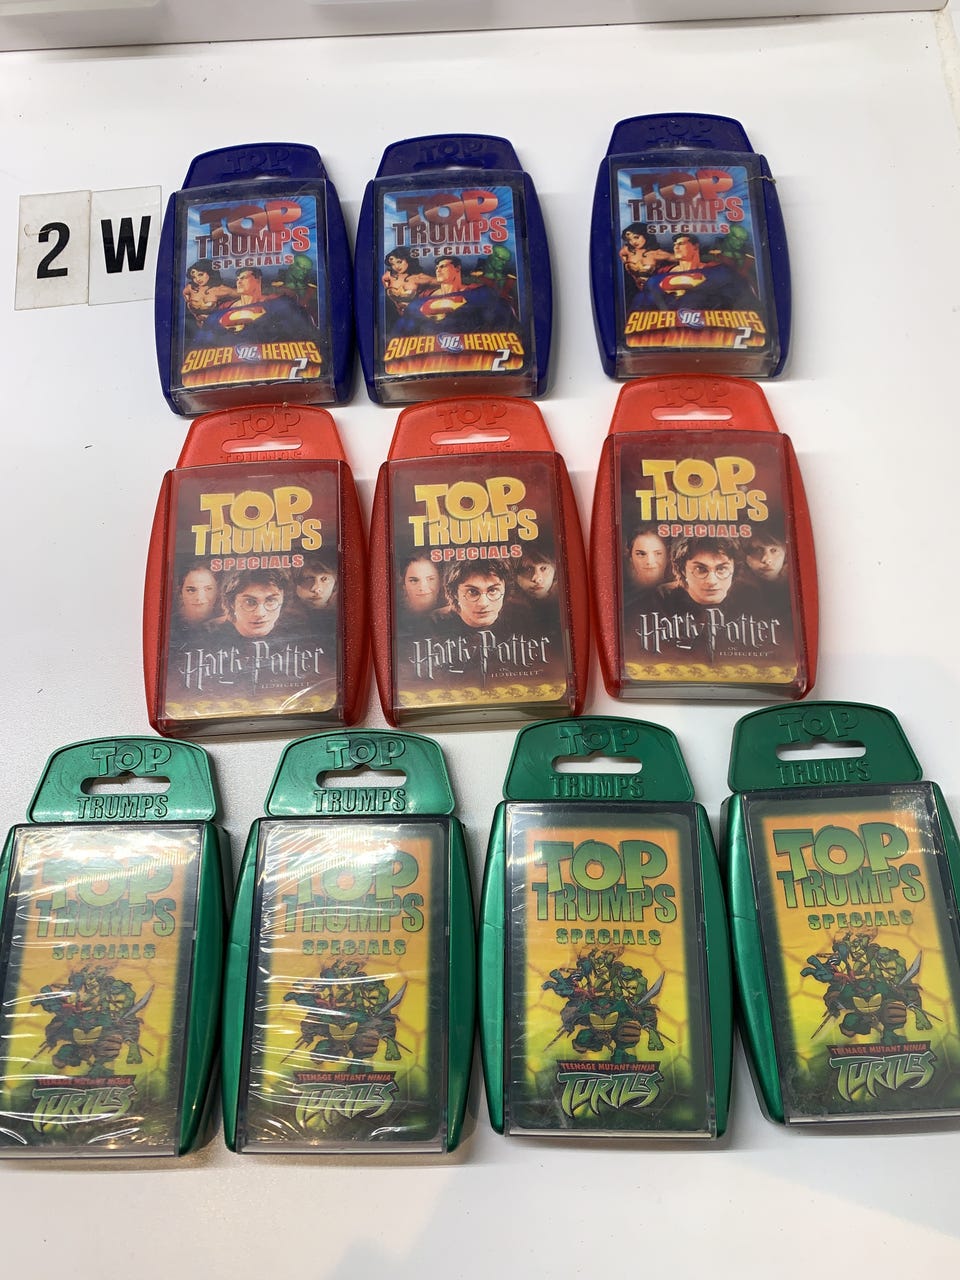 2 W
TOP
TOP
TOP
TOP
TRUMPS
SPECIALS
SUPER DC HEROES
2
TOP
TRUMPS
SPECIALS
SUPER DC HEROES
2
TOP
TRUMPS
SPECIALS
SUPER DC HEROES
2
TOP
TOP
TOP
TOP
TRUMPS
SPECIALS
Harry Potter
TOP
TRUMPS
SPECIALS
Harry Potter
TOP
TRUMPS
SPECIALS
Harry Potter
TOP
TRUMPS
TOP
TRUMPS
TOP
TRUMPS
TOP
TRUMPS
TOP
TRUMPS
SPECIALS
TEENAGE MUTANT NINJA
TURTLES
TOP
TRUMPS
SPECIALS
TEENAGE MUTANT NINJA
TURTLES
TOP
TRUMPS
SPECIALS
TEENAGE MUTANT NINJA
TURTLES
TOP
TRUMPS
SPECIALS
TEENAGE MUTANT NINJA
TURTLES